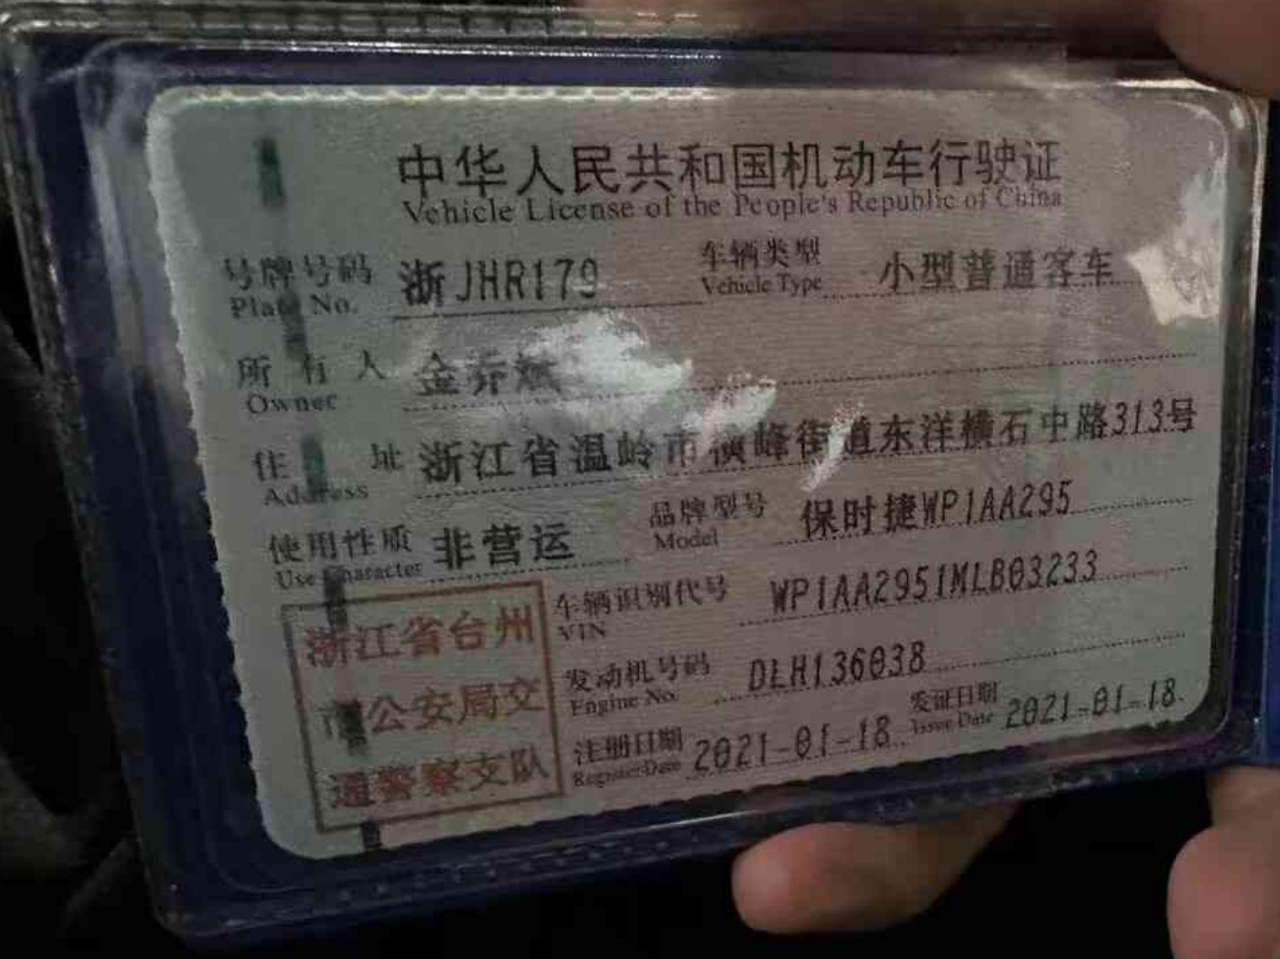 中华人民共和国机动车行驶证
Vehicle License of the People's Republic of China
号牌号码 浙JHR179 车辆类型 小型普通客车
Plate No. Vehicle Type
所有人 金乔斌
Owner
住址 浙江省温岭市横峰街道东洋横石中路313号
Address
使用性质 非营运 品牌型号 保时捷WP1AA295
Use Character Model
浙江省台州 车辆识别代号 WP1AA2951MLB03233
VIN
市公安局交 发动机号码 DLH136038
Engine No.
通警察支队 注册日期 2021-01-18 发证日期 2021-01-18
Register Date Issue Date